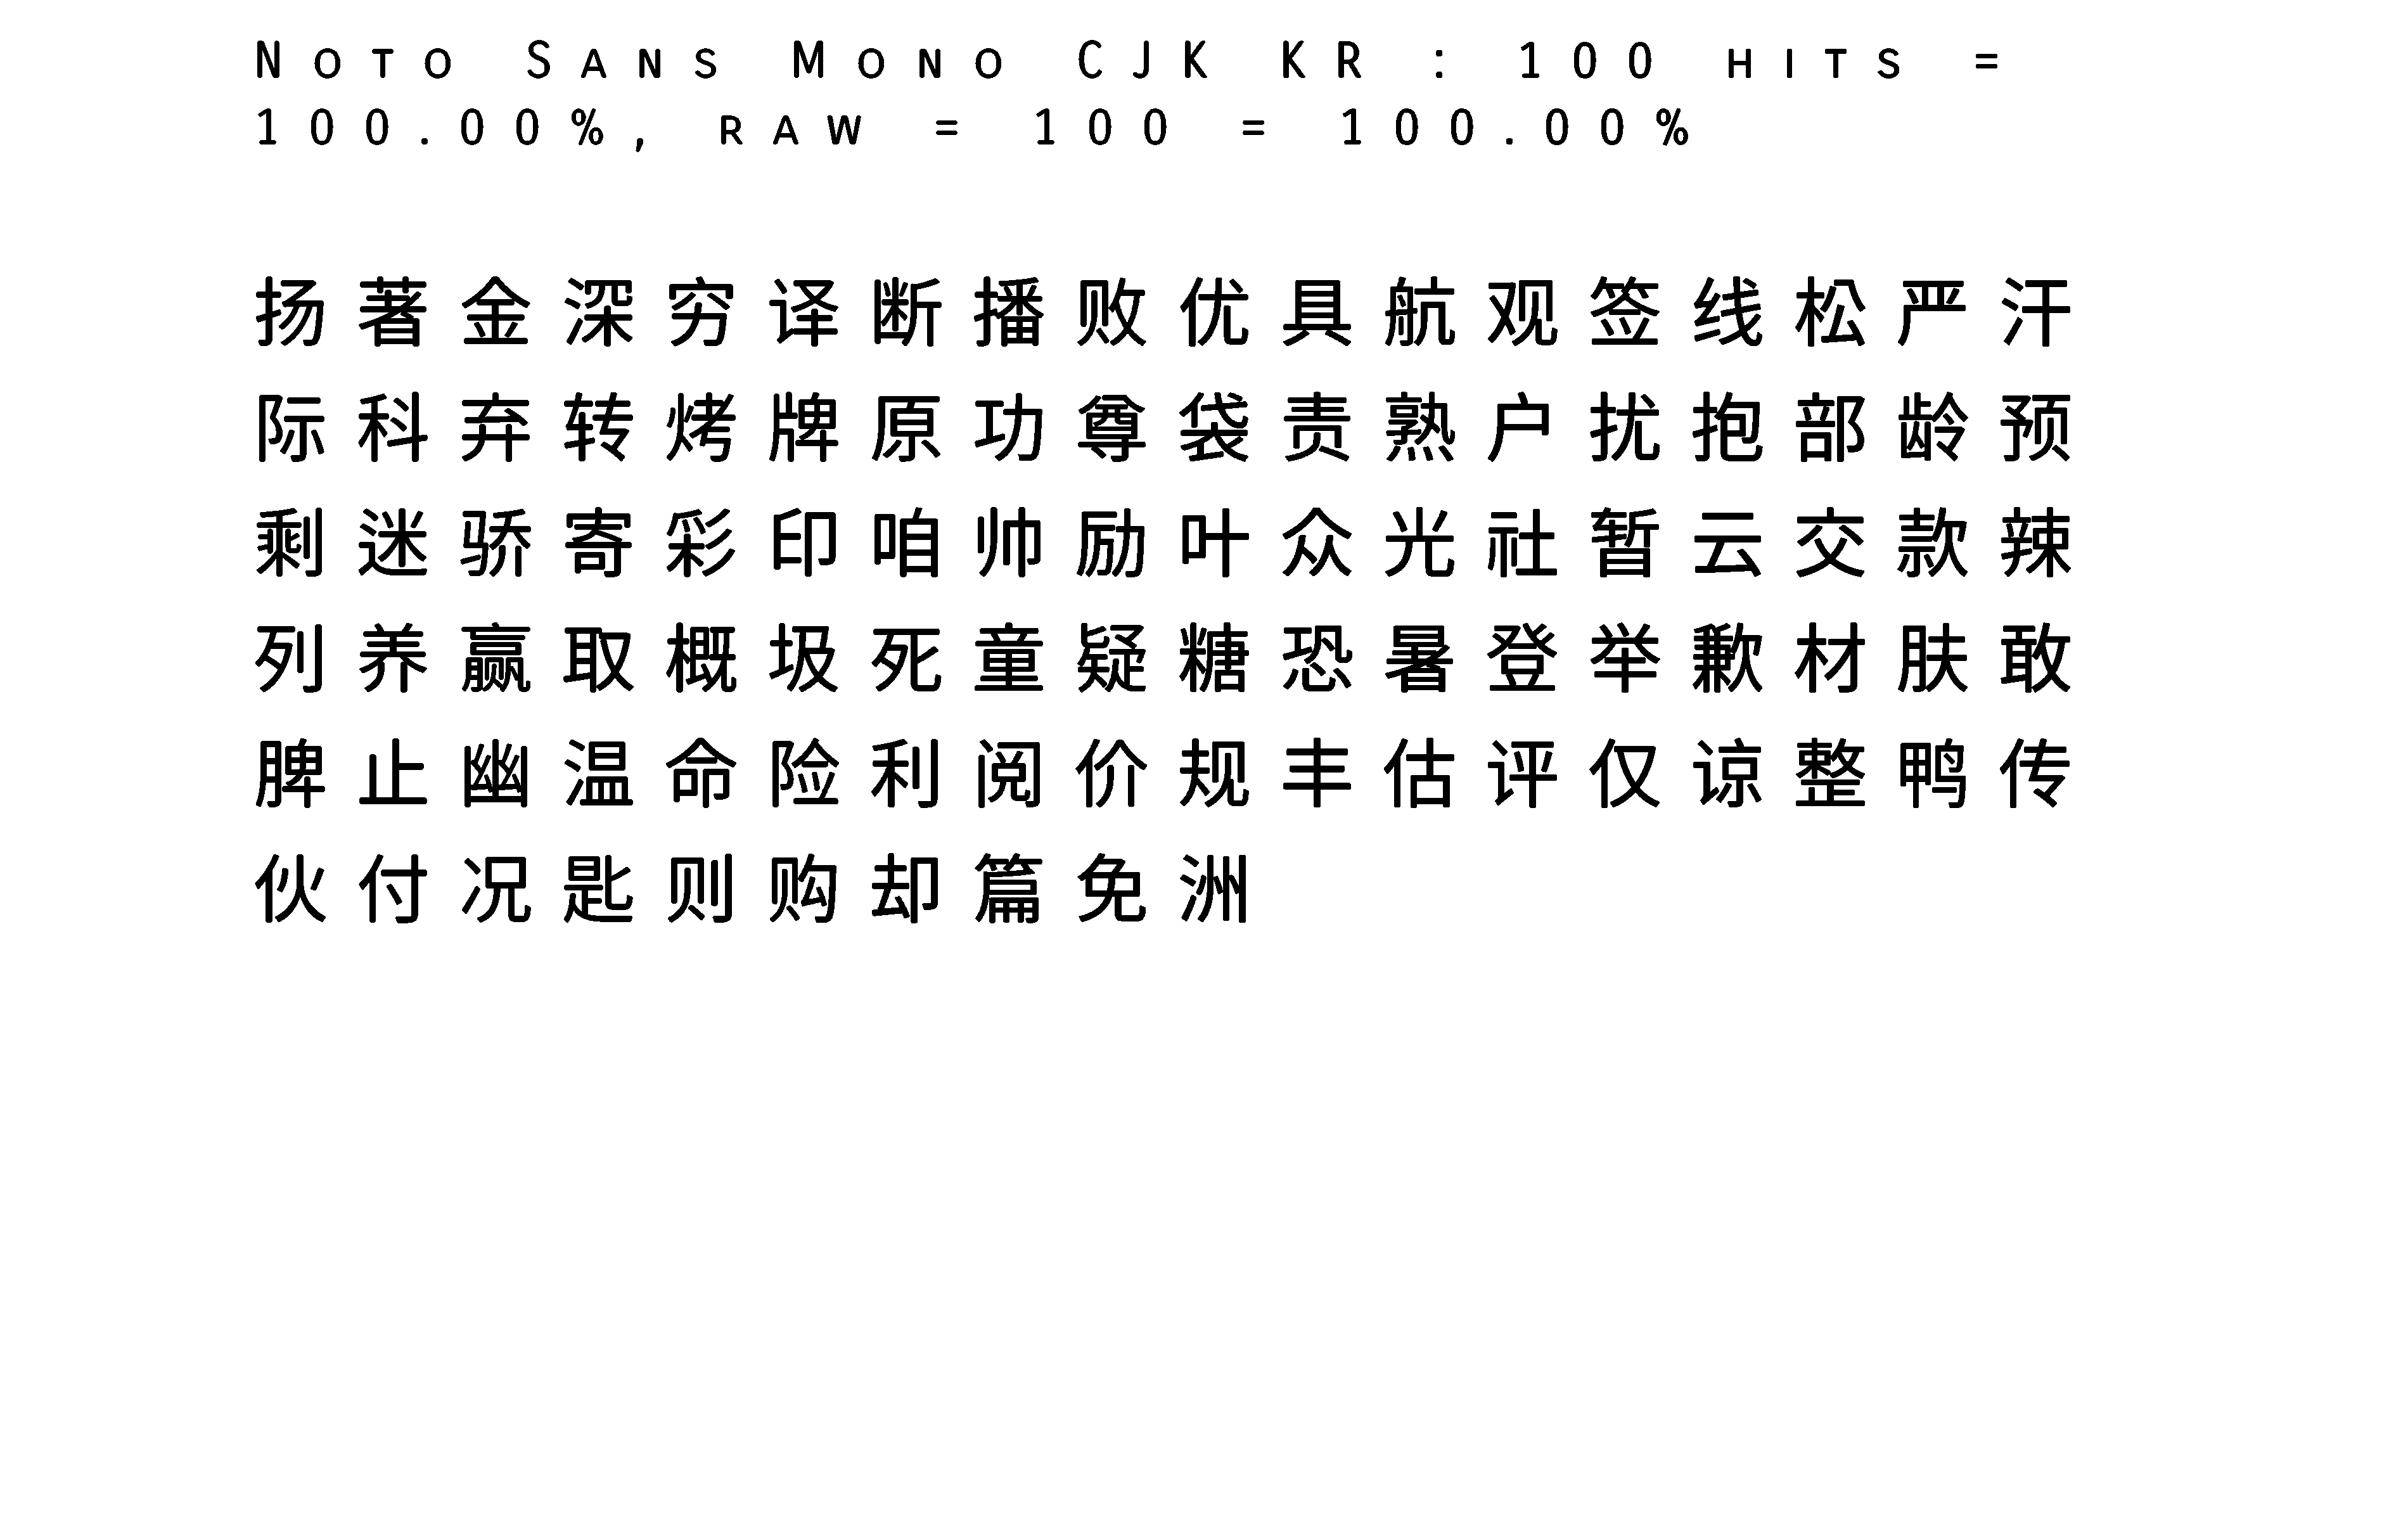 Noto Sans Mono CJK KR : 100 hits =
100.00%, raw = 100 = 100.00%
扬著金深穷译断播败优具航观签线松严汗
际科弃转烤牌原功尊袋责熟户扰抱部龄预
剩迷骄寄彩印咱帅励叶众光社暂云交款辣
列养赢取概圾死童疑糖恐暑登举歉材肤敢
脾止幽温命险利阅价规丰估评仅谅整鸭传
伙付况匙则购却篇免洲